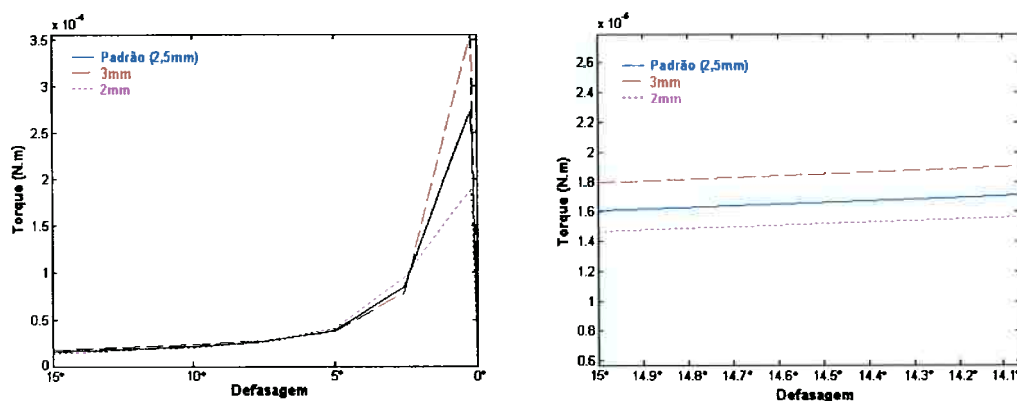 x 10⁻⁴
3.5
3
2.5
2
1.5
1
0.5
0
Torque (N.m)
Padrão (2,5mm)
3mm
2mm
15° 10° 5° 0°
Defasagem
x 10⁻⁵
2.6
2.4
2.2
2
1.8
1.6
1.4
1.2
1
0.8
0.6
Torque (N.m)
Padrão (2,5mm)
3mm
2mm
15° 14.9° 14.8° 14.7° 14.6° 14.5° 14.4° 14.3° 14.2° 14.1°
Defasagem